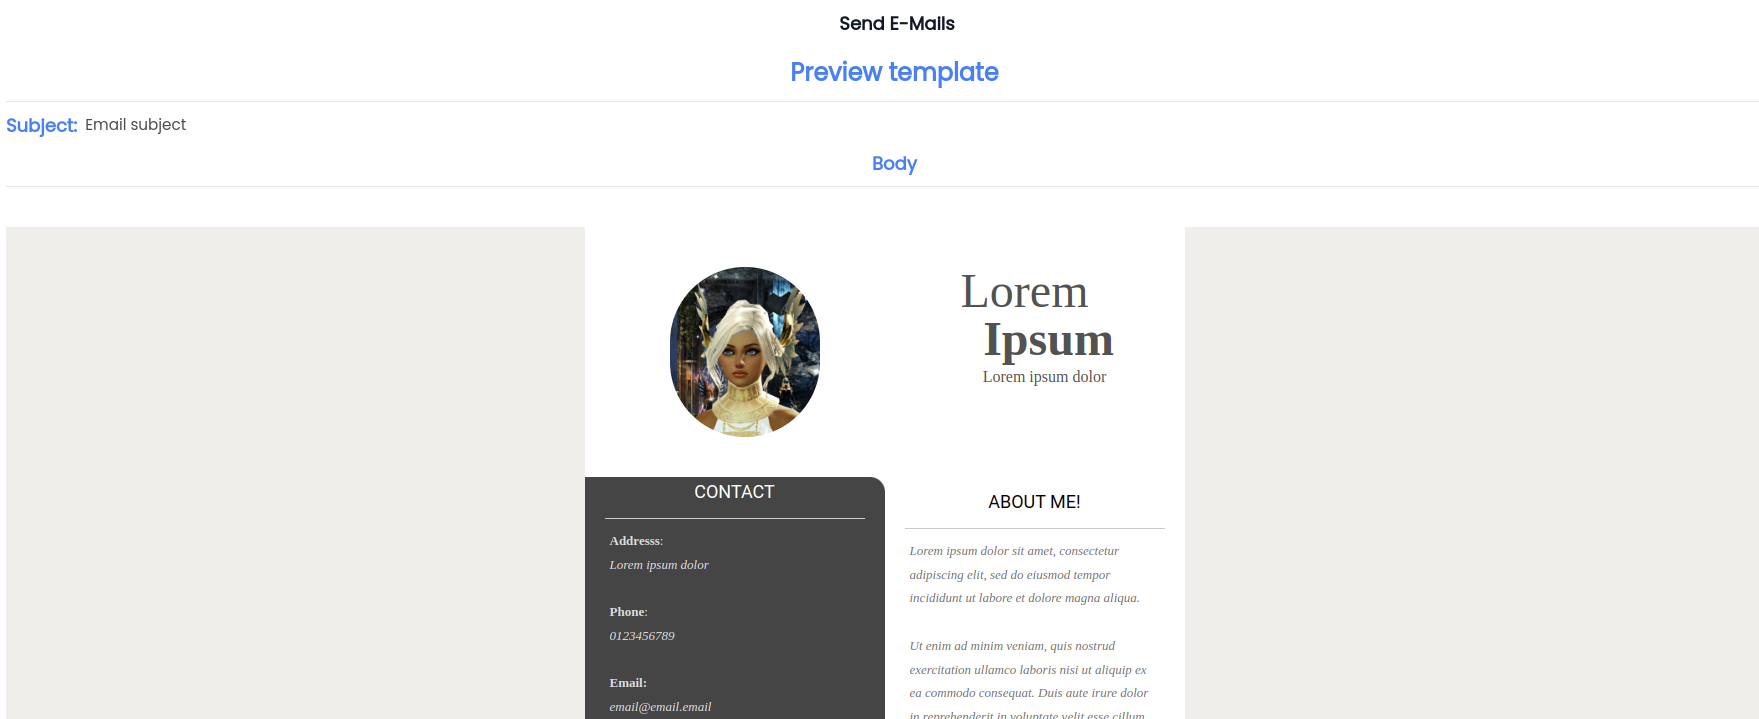 Send E-Mails
Preview template
Subject: Email subject
Body
Lorem
Ipsum
Lorem ipsum dolor
CONTACT
Addresss:
Lorem ipsum dolor
Phone:
0123456789
Email:
email@email.email
ABOUT ME!
Lorem ipsum dolor sit amet, consectetur
adipiscing elit, sed do eiusmod tempor
incididunt ut labore et dolore magna aliqua.
Ut enim ad minim veniam, quis nostrud
exercitation ullamco laboris nisi ut aliquip ex
ea commodo consequat. Duis aute irure dolor
in reprehenderit in voluptate velit esse cillum